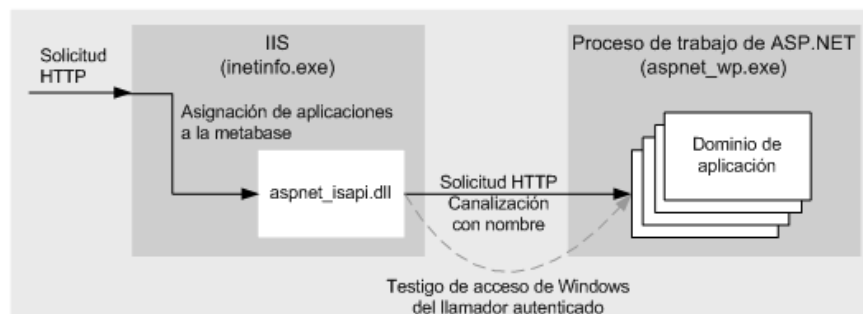 Solicitud
HTTP
IIS
(inetinfo.exe)
Asignación de aplicaciones
a la metabase
aspnet_isapi.dll
Solicitud HTTP
Canalización
con nombre
Testigo de acceso de Windows
del llamador autenticado
Proceso de trabajo de ASP.NET
(aspnet_wp.exe)
Dominio de
aplicación